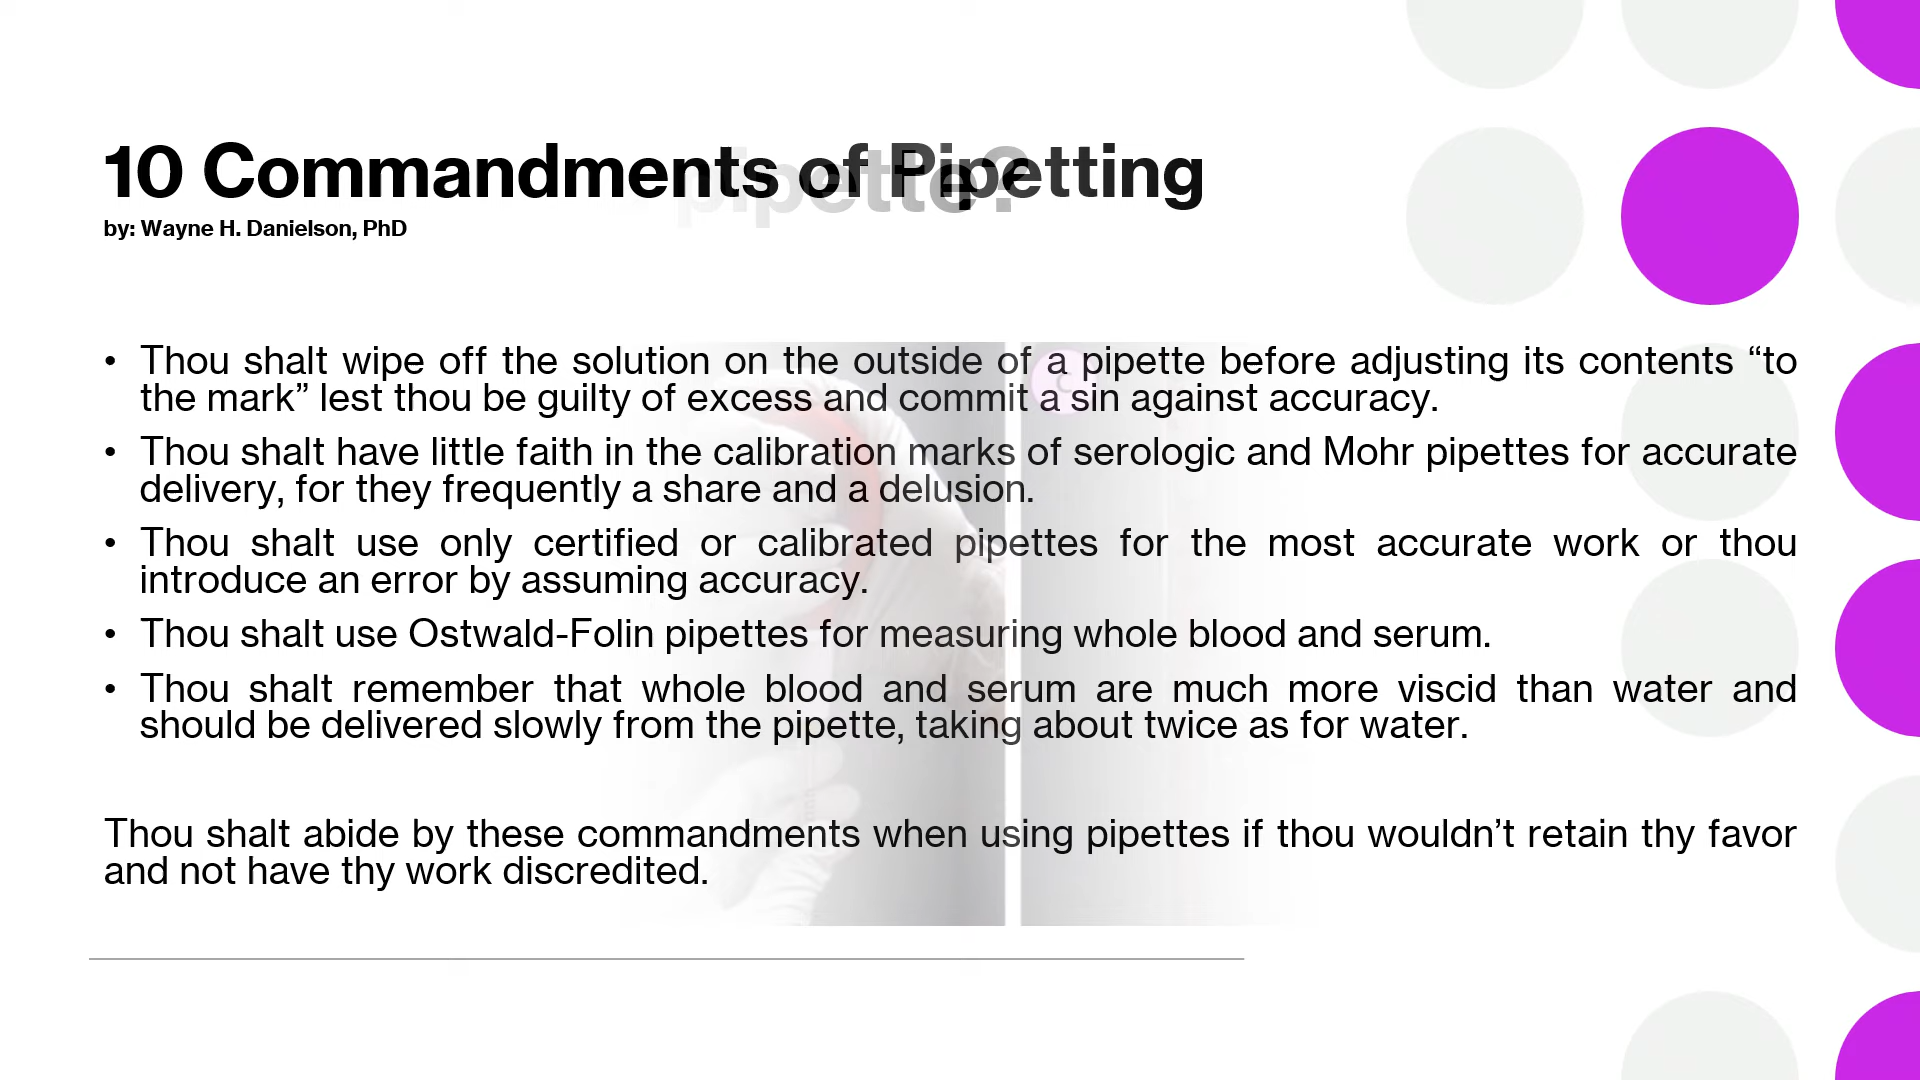 10 Commandments of Pipetting
pipette?
by: Wayne H. Danielson, PhD
• Thou shalt wipe off the solution on the outside of a pipette before adjusting its contents “to
the mark” lest thou be guilty of excess and commit a sin against accuracy.
• Thou shalt have little faith in the calibration marks of serologic and Mohr pipettes for accurate
delivery, for they frequently a share and a delusion.
• Thou shalt use only certified or calibrated pipettes for the most accurate work or thou
introduce an error by assuming accuracy.
• Thou shalt use Ostwald-Folin pipettes for measuring whole blood and serum.
• Thou shalt remember that whole blood and serum are much more viscid than water and
should be delivered slowly from the pipette, taking about twice as for water.
Thou shalt abide by these commandments when using pipettes if thou wouldn’t retain thy favor
and not have thy work discredited.